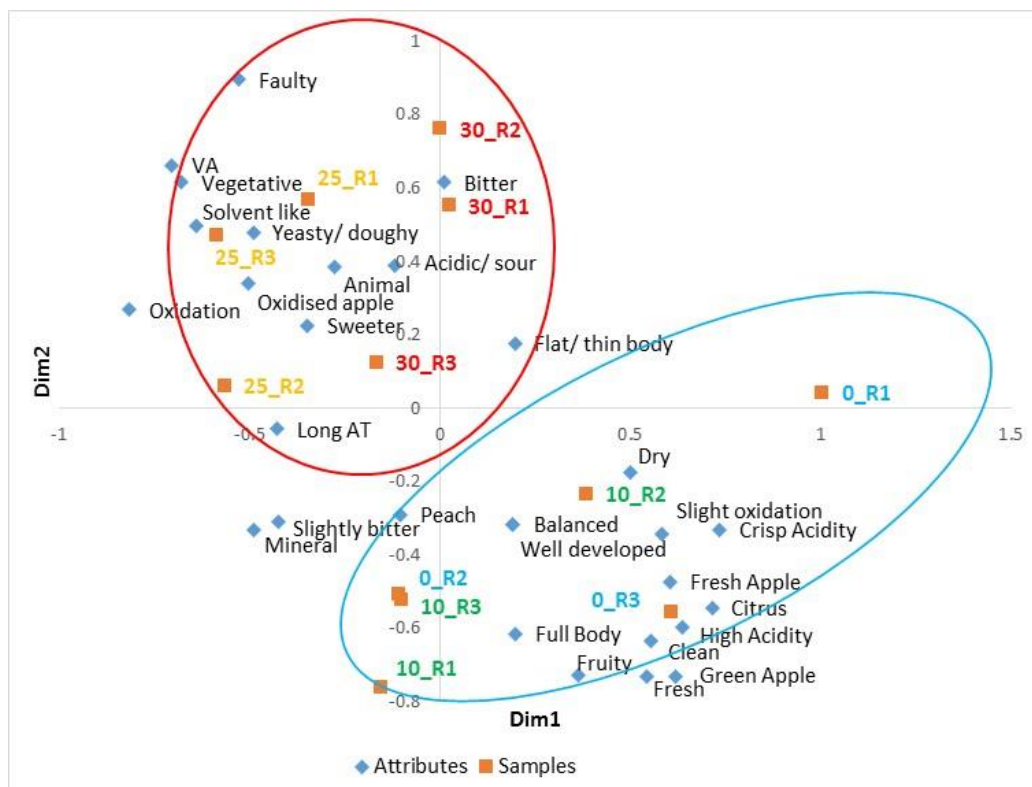 1
Faulty
0.8
30_R2
VA
25_R1
0.6
Bitter
Vegetative
30_R1
Solvent like
Yeasty/ doughy
25_R3
0.4
Acidic/ sour
Animal
Oxidation
Oxidised apple
Sweeter
0.2
Flat/ thin body
Dim2
30_R3
25_R2
0_R1
0
-1
-0.5
0
0.5
1
1.5
Long AT
Dry
-0.2
10_R2
Slight oxidation
Peach
Balanced
Crisp Acidity
Slightly bitter
Mineral
-0.4
Well developed
0_R2
0_R3
Fresh Apple
10_R3
Citrus
-0.6
Full Body
High Acidity
Clean
10_R1
Fruity
Green Apple
Fresh
-0.8
Dim1
Attributes
Samples